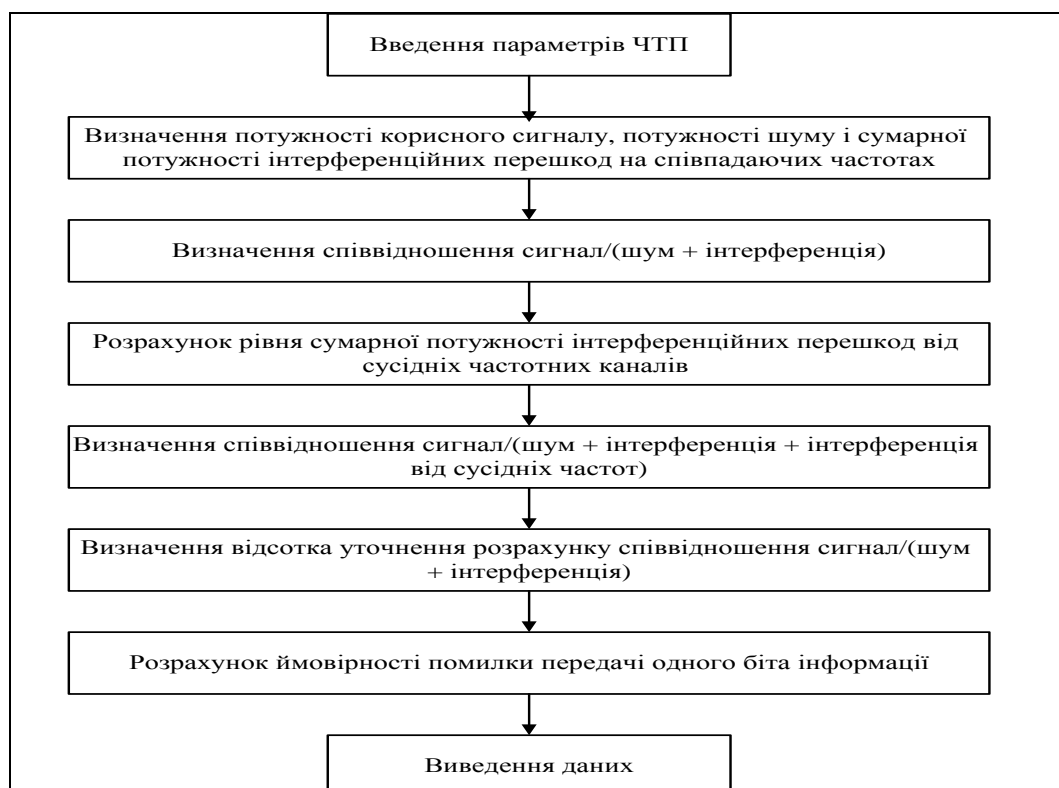 Введення параметрів ЧТП
Визначення потужності корисного сигналу, потужності шуму і сумарної
потужності інтерференційних перешкод на співпадаючих частотах
Визначення співвідношення сигнал/(шум + інтерференція)
Розрахунок рівня сумарної потужності інтерференційних перешкод від
сусідніх частотних каналів
Визначення співвідношення сигнал/(шум + інтерференція + інтерференція
від сусідніх частот)
Визначення відсотка уточнення розрахунку співвідношення сигнал/(шум
+ інтерференція)
Розрахунок ймовірності помилки передачі одного біта інформації
Виведення даних